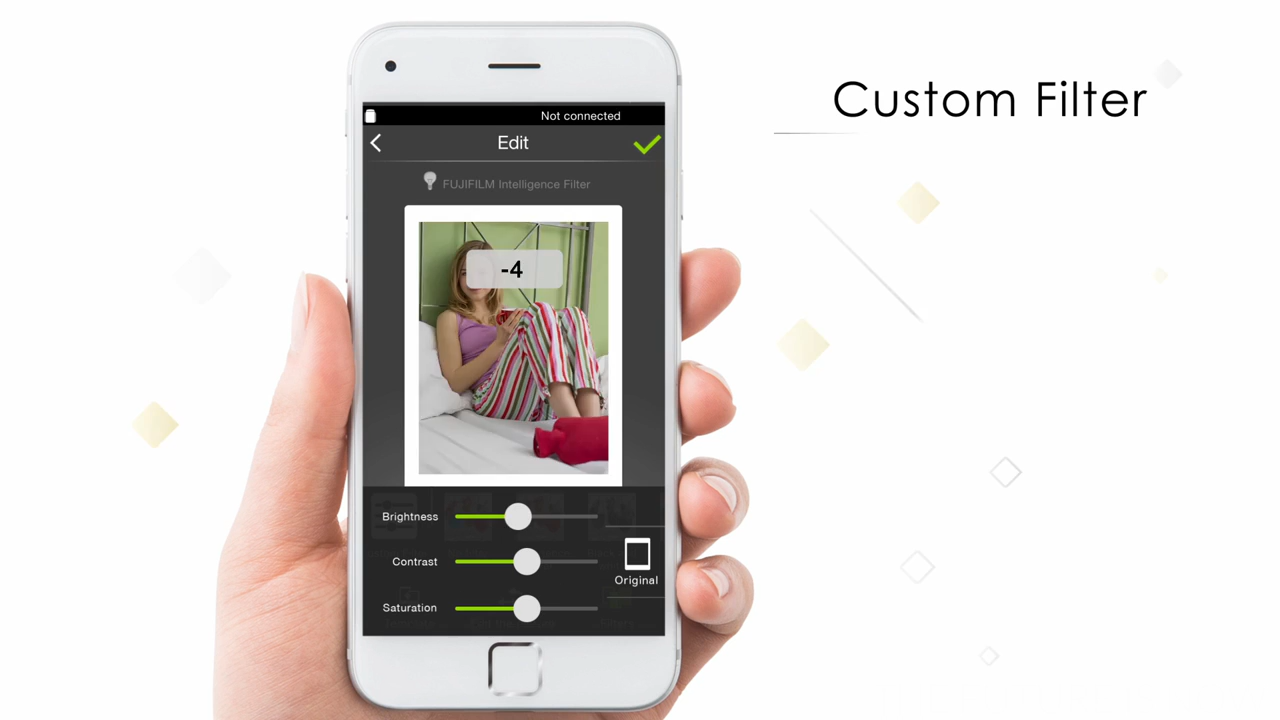 Custom Filter
Not connected
Edit
FUJIFILM Intelligence Filter
-4
Brightness
Contrast
Original
Saturation